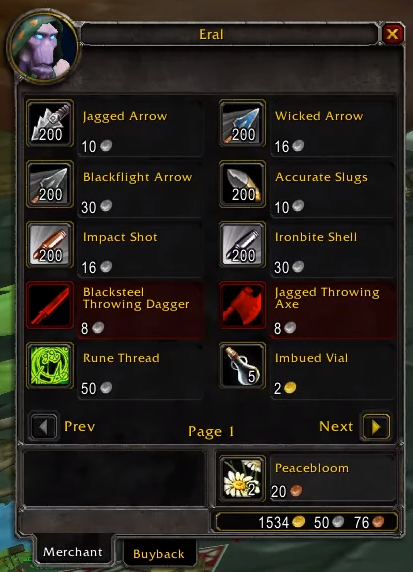 Eral
Jagged Arrow
200
10
Wicked Arrow
200
16
Blackflight Arrow
200
30
Accurate Slugs
200
10
Impact Shot
200
16
Ironbite Shell
200
30
Blacksteel
Throwing Dagger
8
Jagged Throwing
Axe
8
Rune Thread
50
Imbued Vial
5
2
Prev
Page 1
Next
Peacebloom
2
20
1534 50 76
Merchant
Buyback